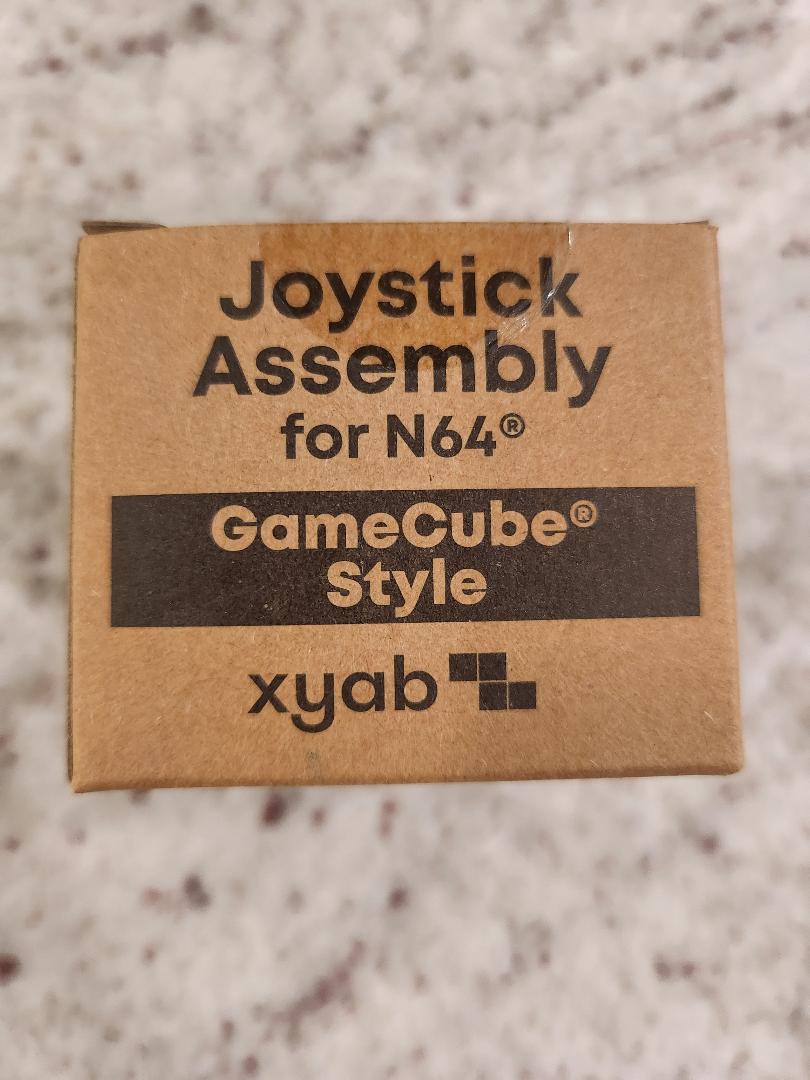 Joystick
Assembly
for N64®
GameCube®
Style
xyab